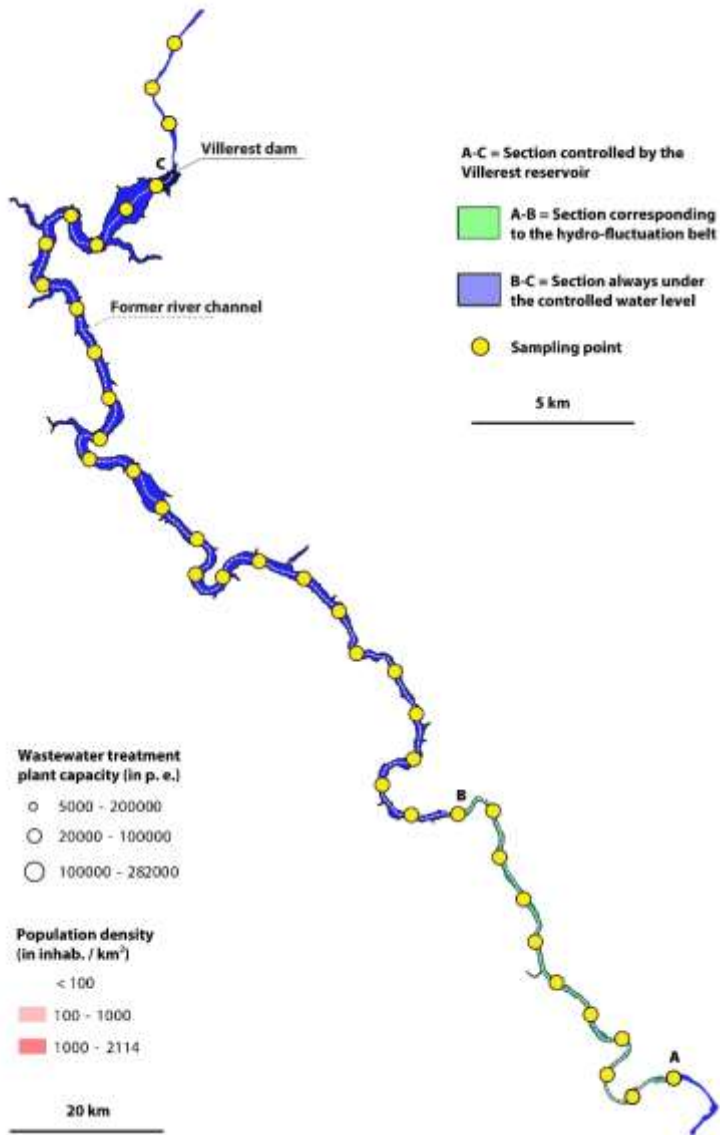 Villerest dam
C
A-C = Section controlled by the
Villerest reservoir
A-B = Section corresponding
to the hydro-fluctuation belt
B-C = Section always under
the controlled water level
Former river channel
Sampling point
5 km
Wastewater treatment
plant capacity (in p. e.)
B
5000 - 200000
20000 - 100000
100000 - 282000
Population density
(in inhab. / km²)
< 100
100 - 1000
1000 - 2114
A
20 km